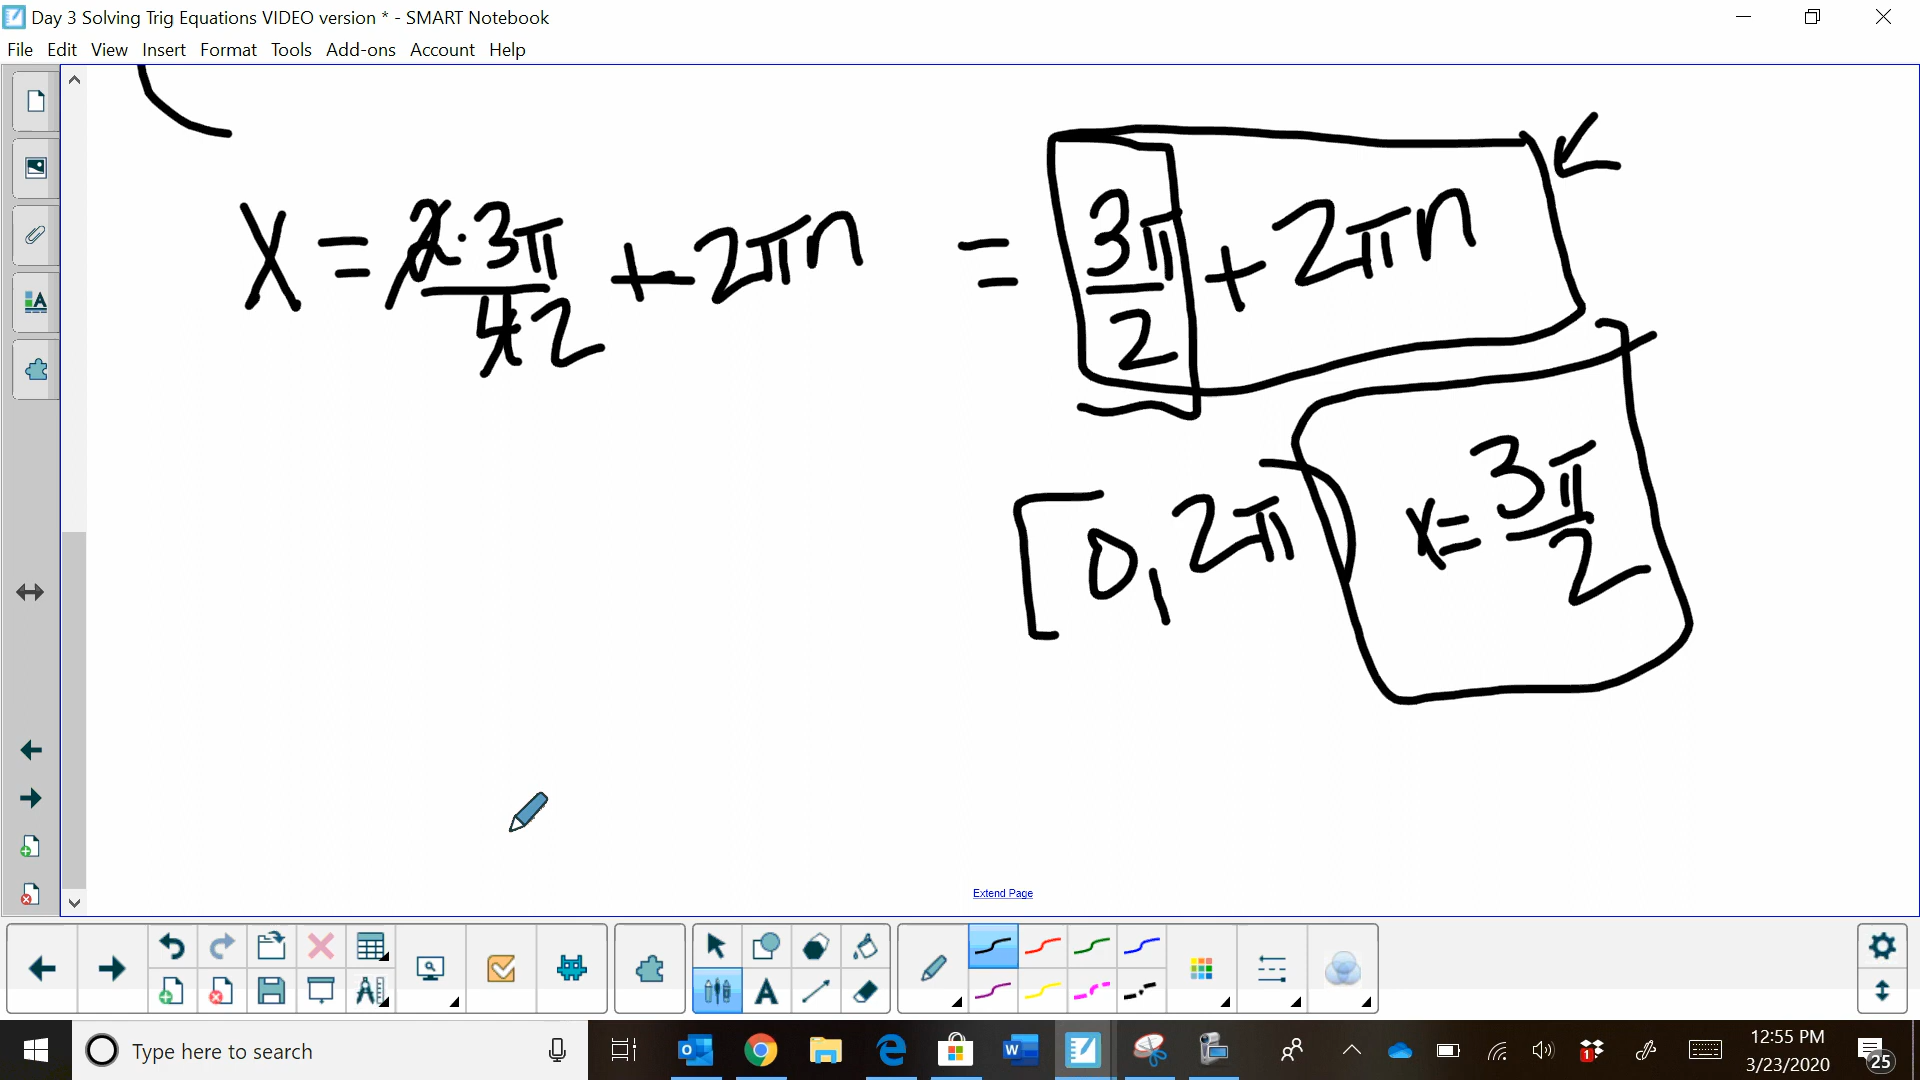 Day 3 Solving Trig Equations VIDEO version * - SMART Notebook
File Edit View Insert Format Tools Add-ons Account Help
X = 2·3π/4 2 + 2πn = 3π/2 + 2πn
[0, 2π) x = 3π/2
Extend Page
Type here to search
12:55 PM
3/23/2020
25
1